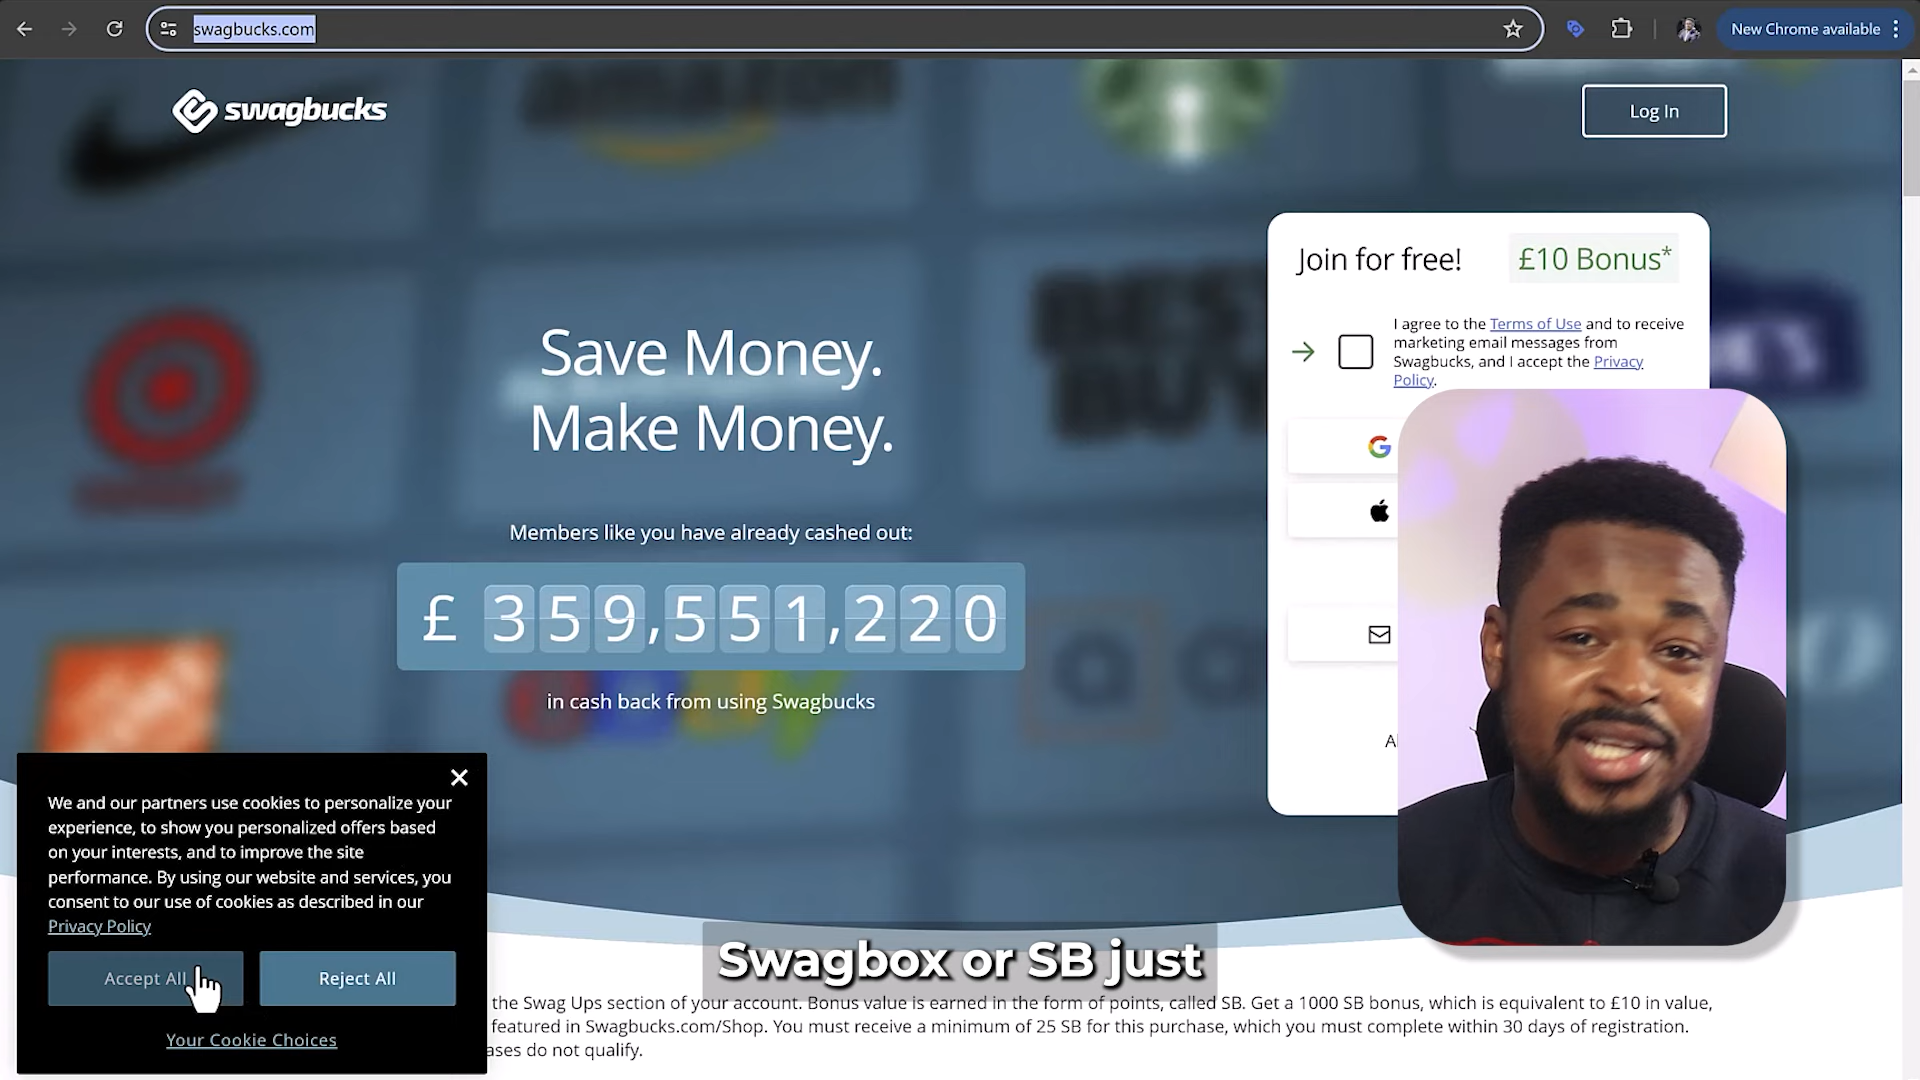 swagbucks.com
New Chrome available
swagbucks
Log In
Join for free!
£10 Bonus*
I agree to the Terms of Use and to receive
marketing email messages from
Swagbucks, and I accept the Privacy
Policy.
Save Money.
Make Money.
Members like you have already cashed out:
£ 359,551,220
in cash back from using Swagbucks
We and our partners use cookies to personalize your
experience, to show you personalized offers based
on your interests, and to improve the site
performance. By using our website and services, you
consent to our use of cookies as described in our
Privacy Policy
Accept All
Reject All
Your Cookie Choices
Swagbox or SB just
the Swag Ups section of your account. Bonus value is earned in the form of points, called SB. Get a 1000 SB bonus, which is equivalent to £10 in value,
featured in Swagbucks.com/Shop. You must receive a minimum of 25 SB for this purchase, which you must complete within 30 days of registration.
do not qualify.